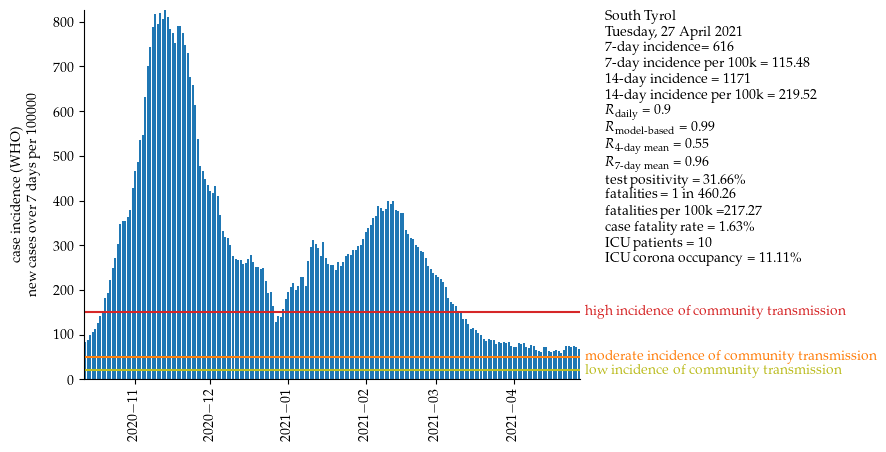 case incidence (WHO)
new cases over 7 days per 100000
800
700
600
500
400
300
200
100
0
2020−11
2020−12
2021−01
2021−02
2021−03
2021−04
South Tyrol
Tuesday, 27 April 2021
7-day incidence= 616
7-day incidence per 100k = 115.48
14-day incidence = 1171
14-day incidence per 100k = 219.52
R daily = 0.9
R model-based = 0.99
R 4-day mean = 0.55
R 7-day mean = 0.96
test positivity = 31.66%
fatalities = 1 in 460.26
fatalities per 100k =217.27
case fatality rate = 1.63%
ICU patients = 10
ICU corona occupancy = 11.11%
high incidence of community transmission
moderate incidence of community transmission
low incidence of community transmission